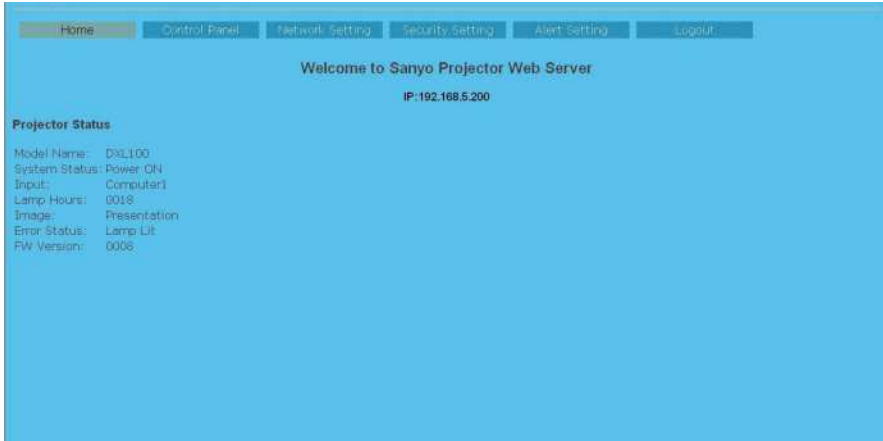 Home Control Panel Network Setting Security Setting Alert Setting Logout
Welcome to Sanyo Projector Web Server
IP:192.168.5.200
Projector Status
Model Name: DXL100
System Status: Power ON
Input: Computer1
Lamp Hours: 0018
Image: Presentation
Error Status: Lamp Lit
FW Version: 0008